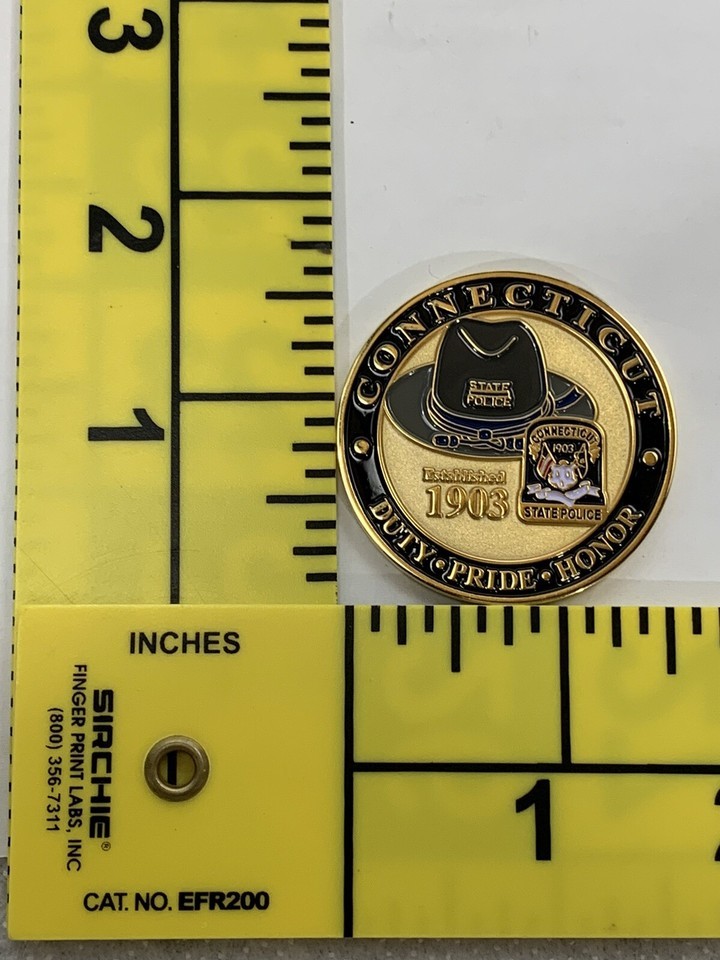 3
2
1
CONNECTICUT
STATE
POLICE
CONNECTICUT
1903
STATE POLICE
Established
1903
DUTY • PRIDE • HONOR
INCHES
SIRCHIE®
FINGER PRINT LABS, INC
(800) 356-7311
CAT. NO. EFR200
1
2